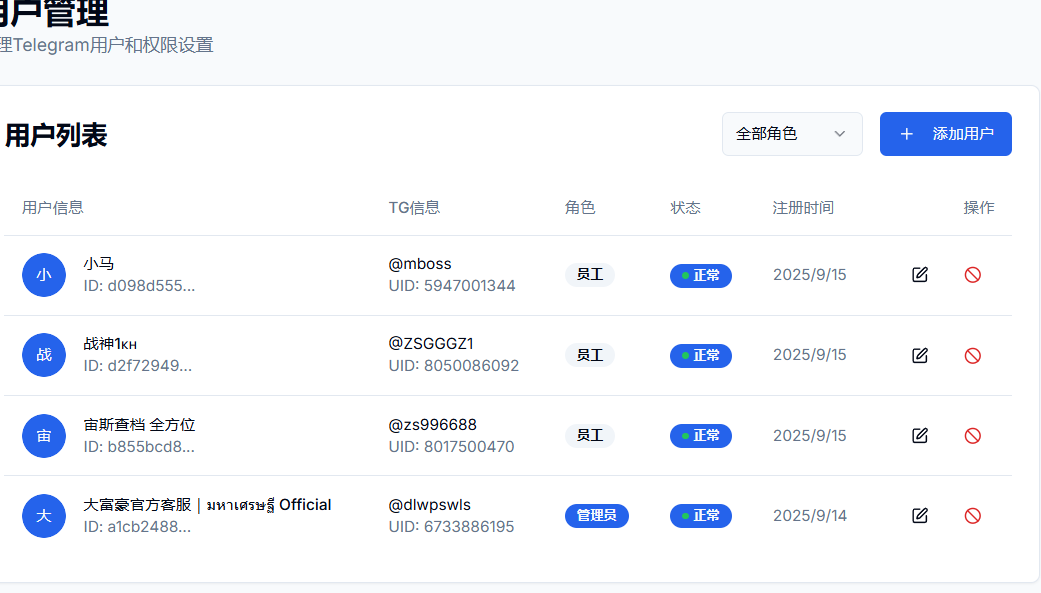 用户管理
理Telegram用户和权限设置
用户列表
全部角色
添加用户
用户信息 TG信息 角色 状态 注册时间 操作
小 小马 @mboss 员工 正常 2025/9/15
ID: d098d555... UID: 5947001344
战 战神1кн @ZSGGGZ1 员工 正常 2025/9/15
ID: d2f72949... UID: 8050086092
宙 宙斯查档 全方位 @zs996688 员工 正常 2025/9/15
ID: b855bcd8... UID: 8017500470
大 大富豪官方客服｜มหาเศรษฐี Official @dlwpswls 管理员 正常 2025/9/14
ID: a1cb2488... UID: 6733886195